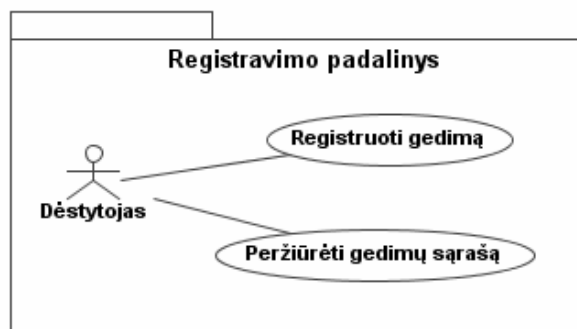 Registravimo padalinys
Registruoti gedimą
Dėstytojas
Peržiūrėti gedimų sąrašą